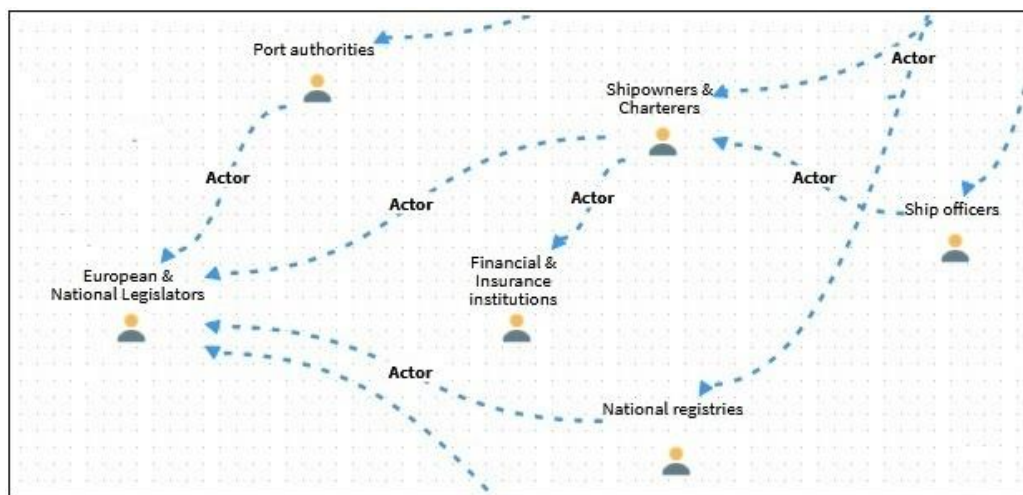 Port authorities
Actor
Shipowners &
Charterers
Actor
Actor
Actor
Actor
Ship officers
European &
National Legislators
Financial &
Insurance
institutions
Actor
National registries